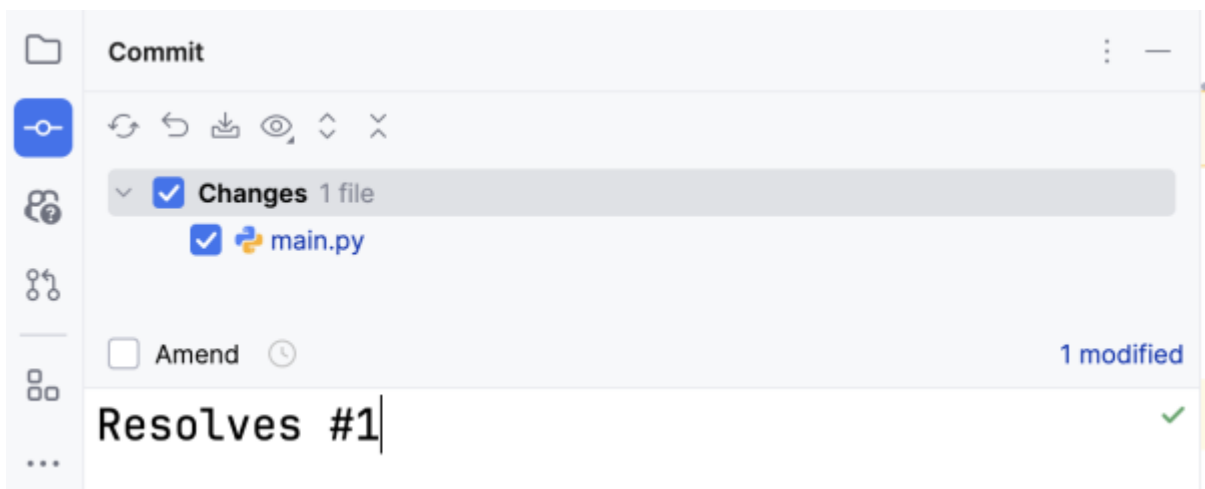 Commit
Changes 1 file
main.py
Amend 1 modified
Resolves #1